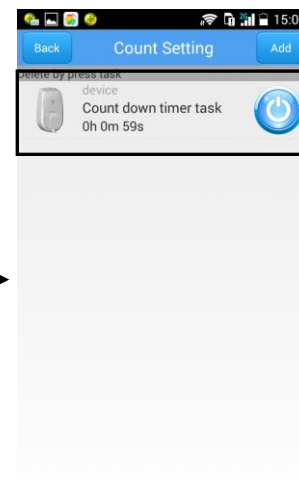 15:0
Back Count Setting Add
Delete by press task
device
Count down timer task
0h 0m 59s